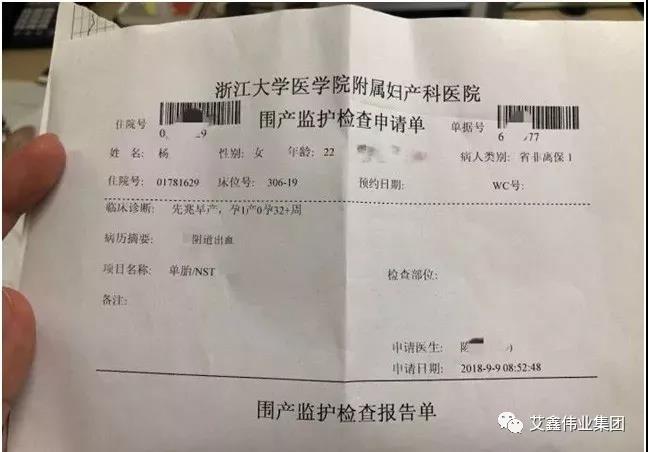 浙江大学医学院附属妇产科医院
围产监护检查申请单
住院号 单据号
姓 名: 杨 性别: 女 年龄: 22 病人类别: 省非离保1
住院号: 01781629 床位号: 306-19 预约日期: WC号:
临床诊断: 先兆早产, 孕1产0孕32+周
病历摘要: 阴道出血
项目名称: 单胎/NST 检查部位:
备注:
申请医生:
申请日期: 2018-9-9 08:52:48
围产监护检查报告单
艾鑫伟业集团